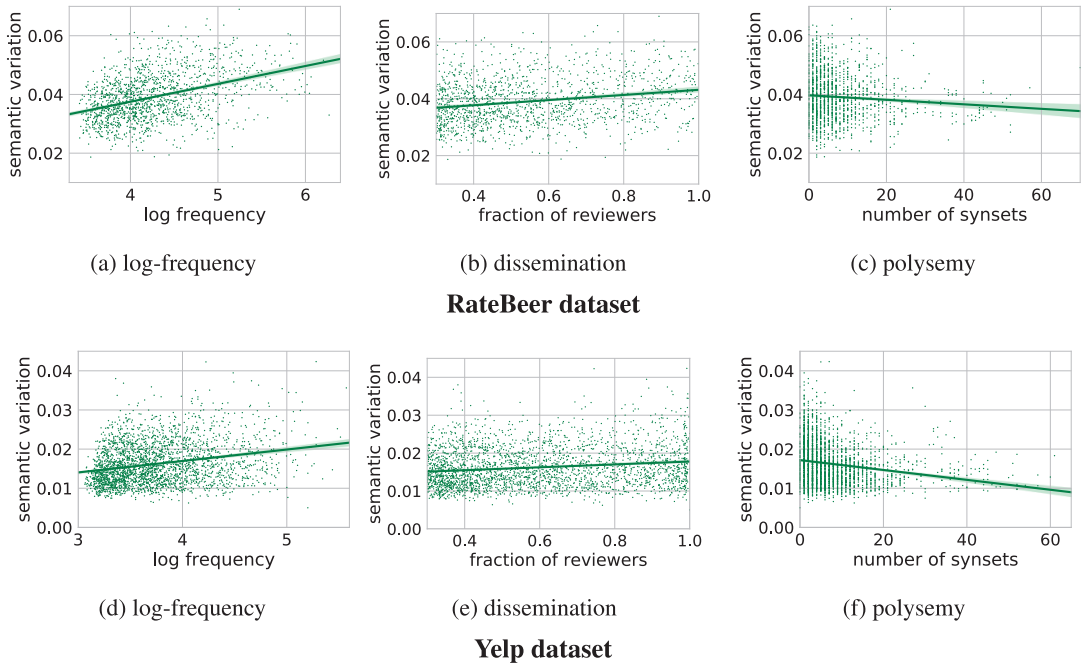 semantic variation
0.06
0.04
0.02
4
5
6
log frequency
(a) log-frequency
semantic variation
0.06
0.04
0.02
0.4
0.6
0.8
1.0
fraction of reviewers
(b) dissemination
semantic variation
0.06
0.04
0.02
0
20
40
60
number of synsets
(c) polysemy
RateBeer dataset
semantic variation
0.04
0.03
0.02
0.01
0.00
3
4
5
log frequency
(d) log-frequency
semantic variation
0.04
0.03
0.02
0.01
0.00
0.4
0.6
0.8
1.0
fraction of reviewers
(e) dissemination
semantic variation
0.04
0.03
0.02
0.01
0.00
0
20
40
60
number of synsets
(f) polysemy
Yelp dataset